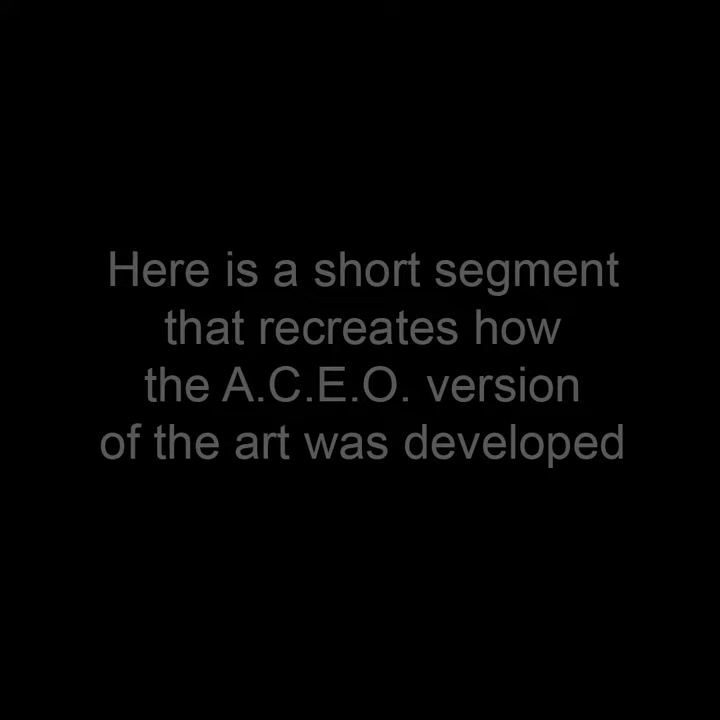 Here is a short segment
that recreates how
the A.C.E.O. version
of the art was developed